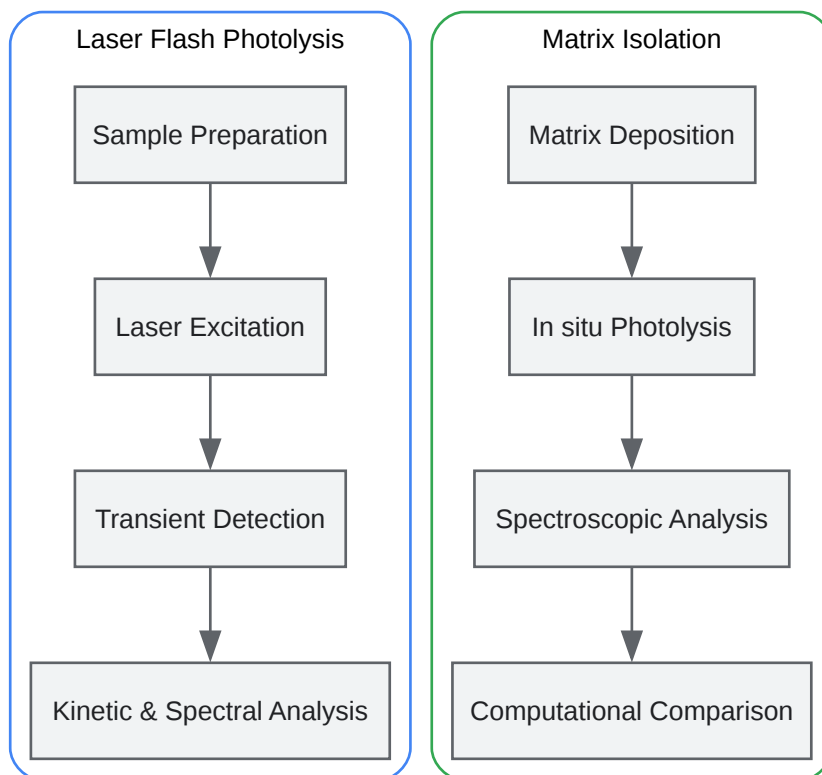 Laser Flash Photolysis
Sample Preparation
Laser Excitation
Transient Detection
Kinetic & Spectral Analysis
Matrix Isolation
Matrix Deposition
In situ Photolysis
Spectroscopic Analysis
Computational Comparison